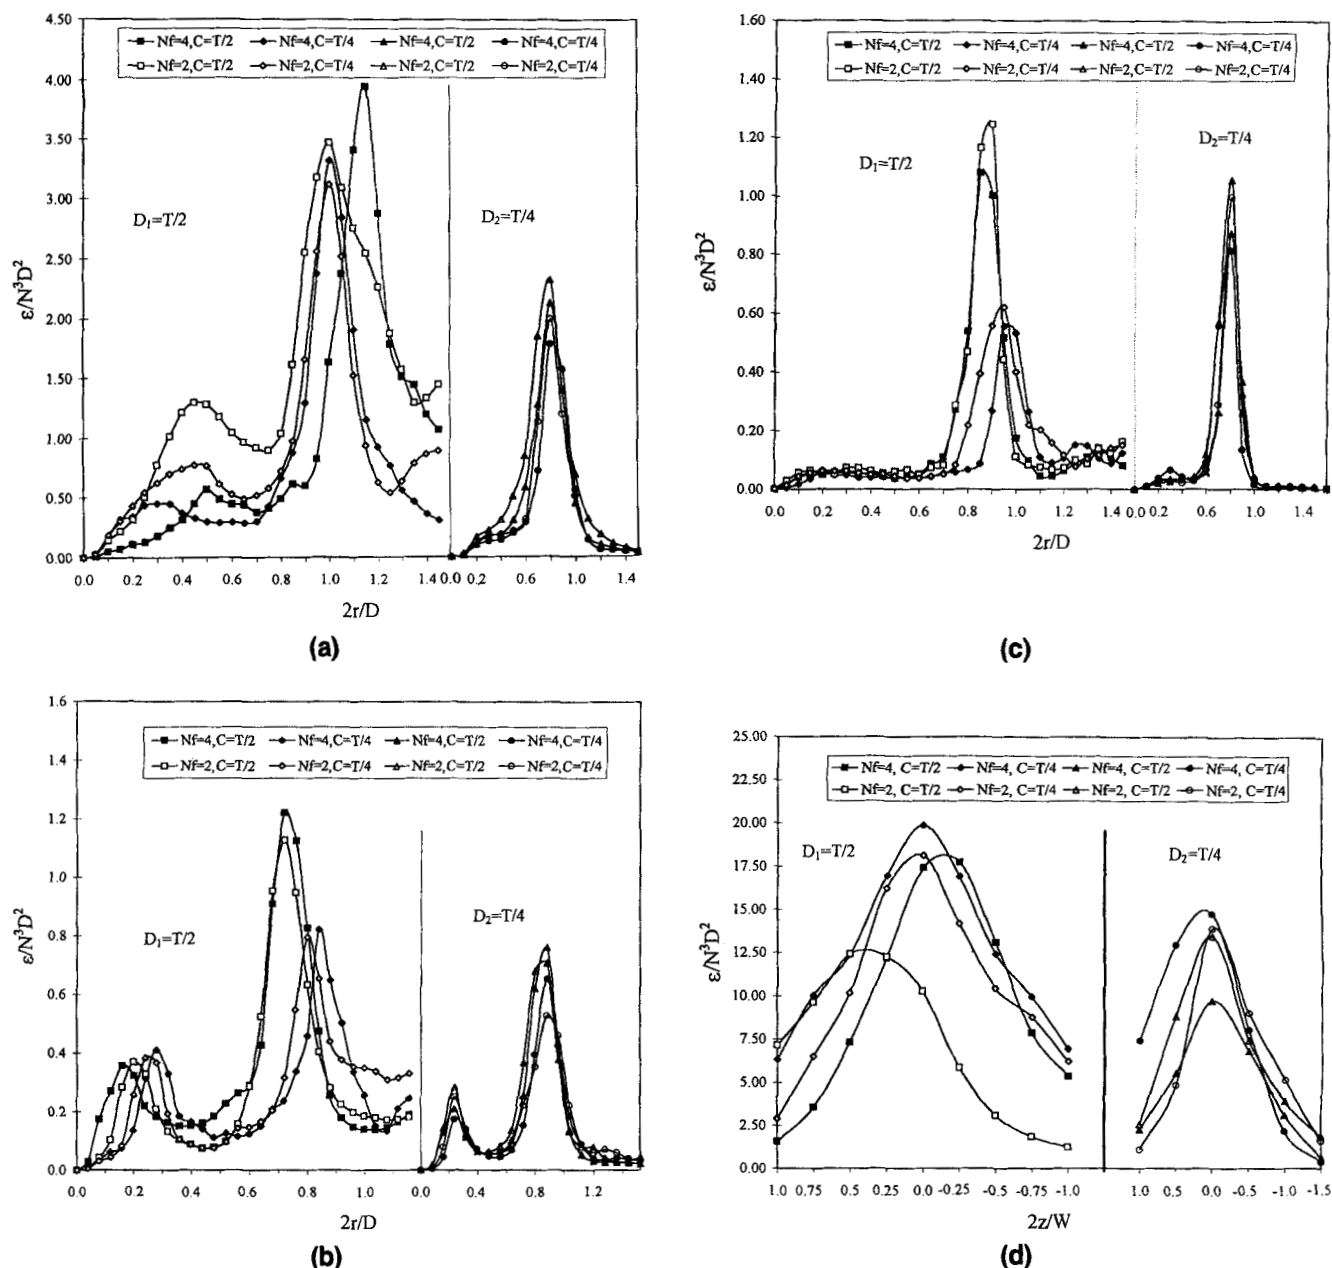 4.50
4.00
3.50
3.00
2.50
2.00
1.50
1.00
0.50
0.00
ε/N³D²
Nf=4,C=T/2 Nf=4,C=T/4 Nf=4,C=T/2 Nf=4,C=T/4
Nf=2,C=T/2 Nf=2,C=T/4 Nf=2,C=T/2 Nf=2,C=T/4
D₁=T/2
D₂=T/4
0.0 0.2 0.4 0.6 0.8 1.0 1.2 1.4 0.0 0.2 0.6 1.0 1.4
2r/D
(a)
1.60
1.40
1.20
1.00
0.80
0.60
0.40
0.20
0.00
ε/N³D²
Nf=4,C=T/2 Nf=4,C=T/4 Nf=4,C=T/2 Nf=4,C=T/4
Nf=2,C=T/2 Nf=2,C=T/4 Nf=2,C=T/2 Nf=2,C=T/4
D₁=T/2
D₂=T/4
0.0 0.2 0.4 0.6 0.8 1.0 1.2 1.4 0.0 0.2 0.6 1.0 1.4
2r/D
(c)
1.6
1.4
1.2
1.0
0.8
0.6
0.4
0.2
0.0
ε/N³D²
Nf=4,C=T/2 Nf=4,C=T/4 Nf=4,C=T/2 Nf=4,C=T/4
Nf=2,C=T/2 Nf=2,C=T/4 Nf=2,C=T/2 Nf=2,C=T/4
D₁=T/2
D₂=T/4
0.0 0.2 0.4 0.6 0.8 1.0 0.0 0.4 0.8 1.2
2r/D
(b)
25.00
22.50
20.00
17.50
15.00
12.50
10.00
7.50
5.00
2.50
0.00
ε/N³D²
Nf=4, C=T/2 Nf=4, C=T/4 Nf=4, C=T/2 Nf=4, C=T/4
Nf=2, C=T/2 Nf=2, C=T/4 Nf=2, C=T/2 Nf=2, C=T/4
D₁=T/2
D₂=T/4
1.0 0.75 0.5 0.25 0.0 -0.25 -0.5 -0.75 -1.0 1.0 0.5 0.0 -0.5 -1.0 -1.5
2z/W
(d)